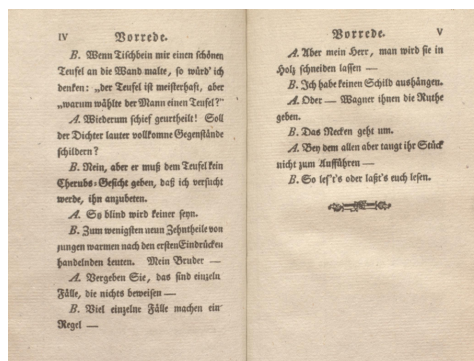 IV Vorrede.
B. Wenn Tischbein mir einen schönen
Teufel an die Wand malte, so würd' ich
denken: „der Teufel ist meisterhaft, aber
„warum wählte der Mann einen Teufel?"
A. Wiederum schief geurtheilt! Soll
der Dichter lauter vollkomne Gegenstände
schildern?
B. Nein, aber er muß dem Teufel kein
Cherubs-Gesicht geben, daß ich versucht
werde, ihn anzubeten.
A. So blind wird keiner seyn.
B. Zum wenigsten neun Zehntheile von
jungen warmen nach den ersten Eindrücken
handelnden Leuten. Mein Bruder —
A. Vergeben Sie, das sind einzeln
Fälle, die nichts beweisen —
B. Viel einzelne Fälle machen ein
Regel —
Vorrede. V
A. Aber mein Herr, man wird sie in
Holz schneiden lassen —
B. Ich habe keinen Schild aushängen.
A. Oder — Wagner ihnen die Ruthe
geben.
B. Das Necken geht um.
A. Bey dem allen aber taugt ihr Stück
nicht zum Aufführen —
B. So les't's oder laßt's euch lesen.